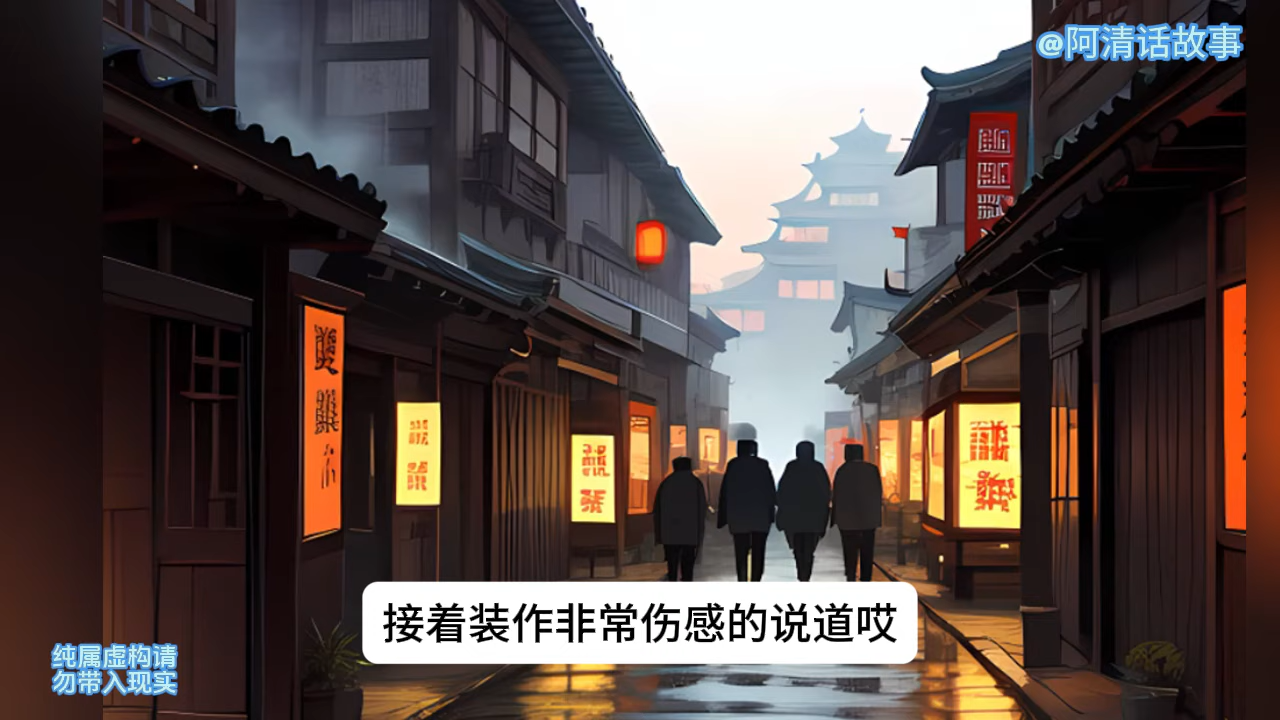 @阿清话故事
接着装作非常伤感的说道哎
纯属虚构请
勿带入现实